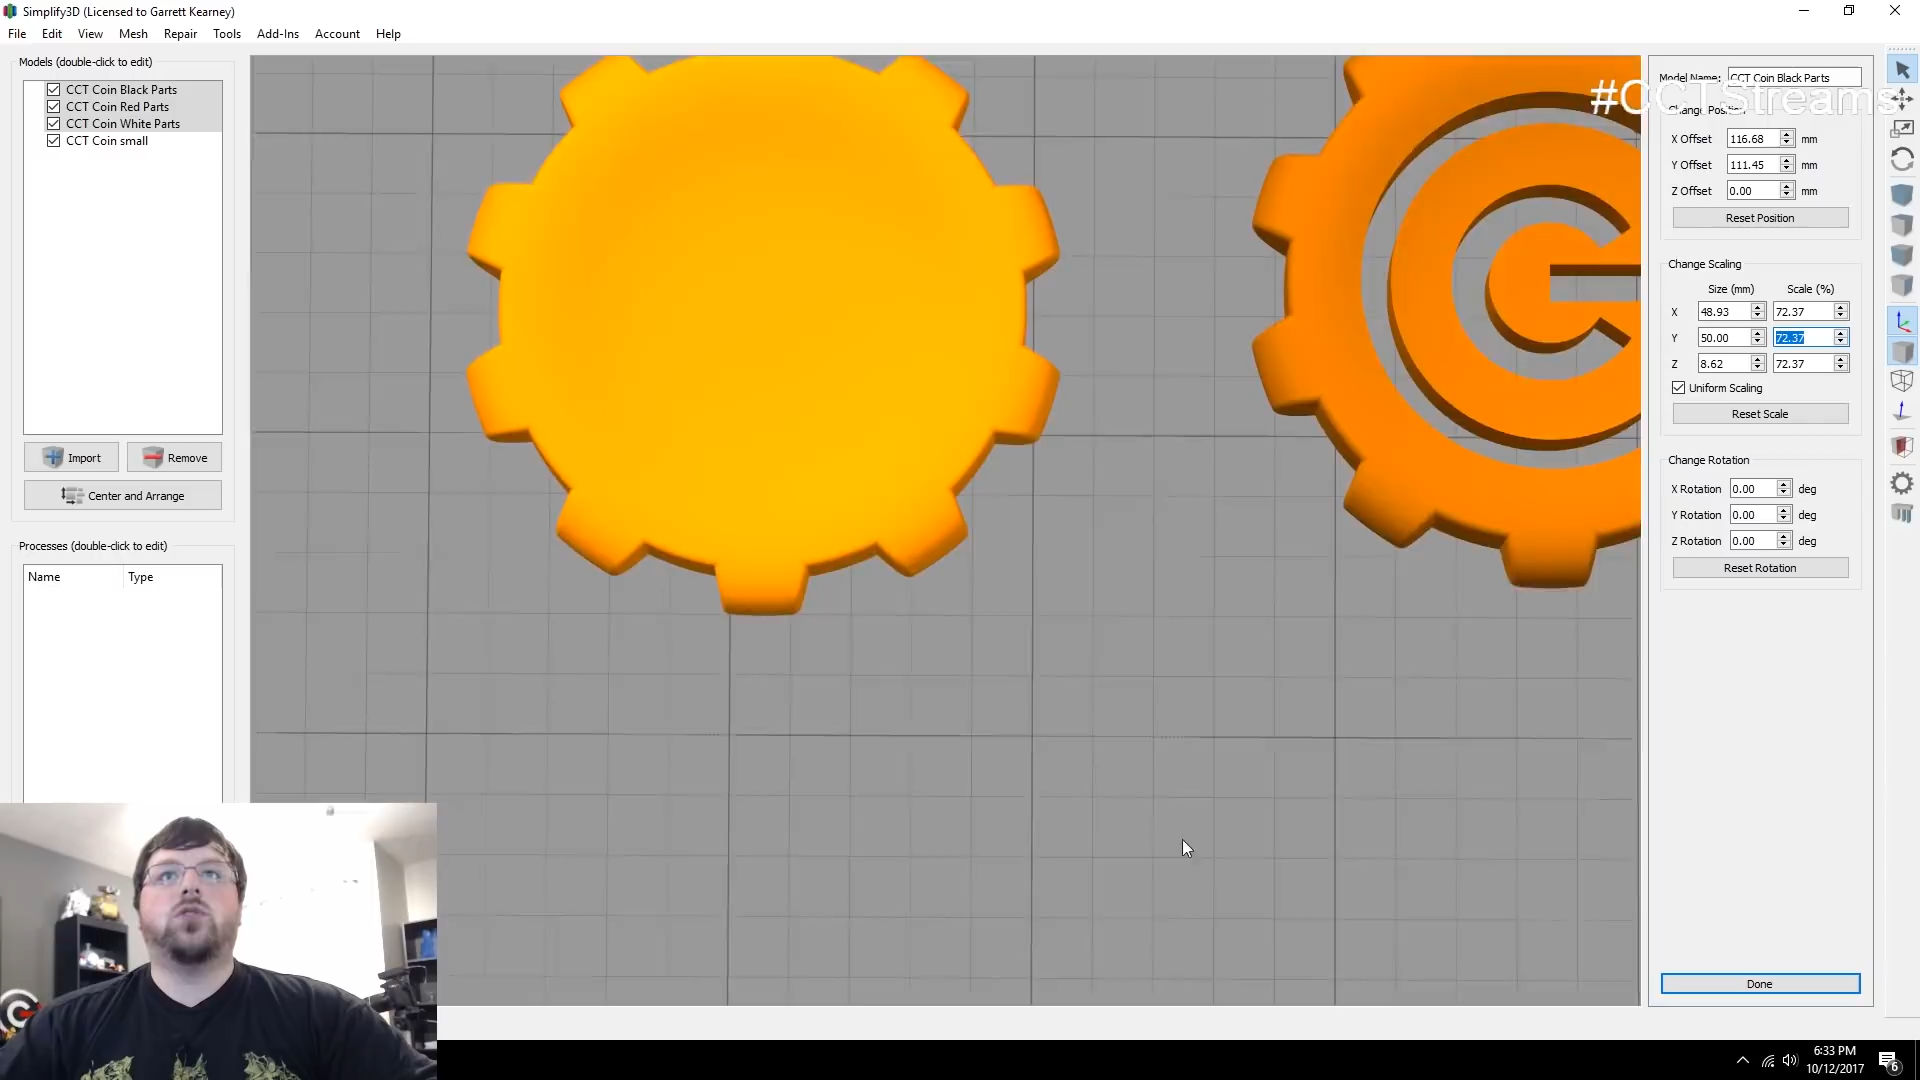 Simplify3D (Licensed to Garrett Kearney)
File Edit View Mesh Repair Tools Add-Ins Account Help
Models (double-click to edit)
CCT Coin Black Parts
CCT Coin Red Parts
CCT Coin White Parts
CCT Coin small
Import Remove
Center and Arrange
Processes (double-click to edit)
Name Type
Model Name: CCT Coin Black Parts
#CCTStreams
Change Position
X Offset 116.68 mm
Y Offset 111.45 mm
Z Offset 0.00 mm
Reset Position
Change Scaling
Size (mm) Scale (%)
X 48.93 72.37
Y 50.00 72.37
Z 8.62 72.37
Uniform Scaling
Reset Scale
Change Rotation
X Rotation 0.00 deg
Y Rotation 0.00 deg
Z Rotation 0.00 deg
Reset Rotation
Done
6:33 PM
10/12/2017
6